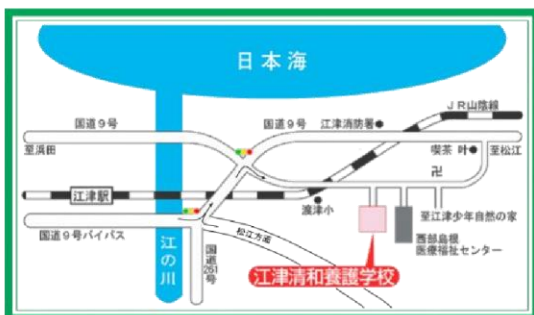 日本海
JR山陰線
国道9号
国道9号
江津消防署
至浜田
喫茶 叶
至松江
卍
江津駅
渡津小
至江津少年自然の家
国道9号バイパス
江の川
国道261号
松江方面
西部島根
医療福祉センター
江津清和養護学校